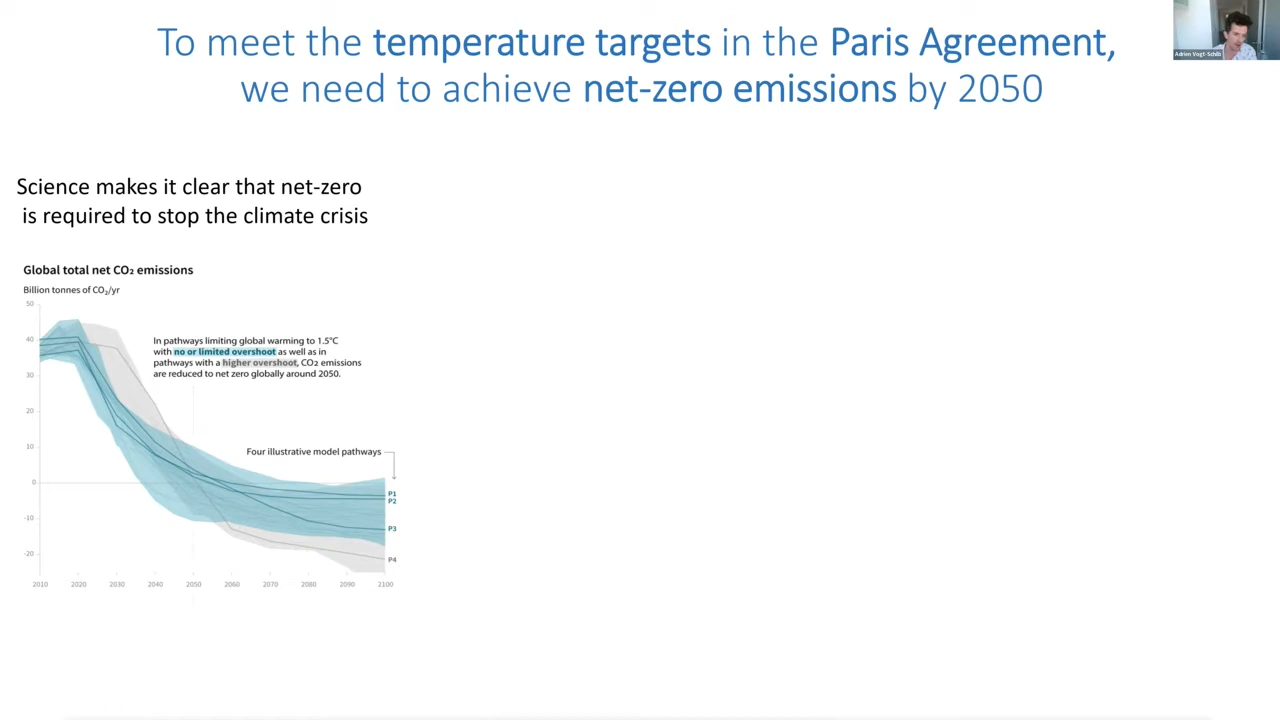 To meet the temperature targets in the Paris Agreement,
we need to achieve net-zero emissions by 2050
Adrien Vogt-Schilb
Science makes it clear that net-zero
is required to stop the climate crisis
Global total net CO₂ emissions
Billion tonnes of CO₂/yr
50
40
30
20
10
0
-10
-20
In pathways limiting global warming to 1.5°C
with no or limited overshoot as well as in
pathways with a higher overshoot, CO2 emissions
are reduced to net zero globally around 2050.
Four illustrative model pathways
P1
P2
P3
P4
2010 2020 2030 2040 2050 2060 2070 2080 2090 2100